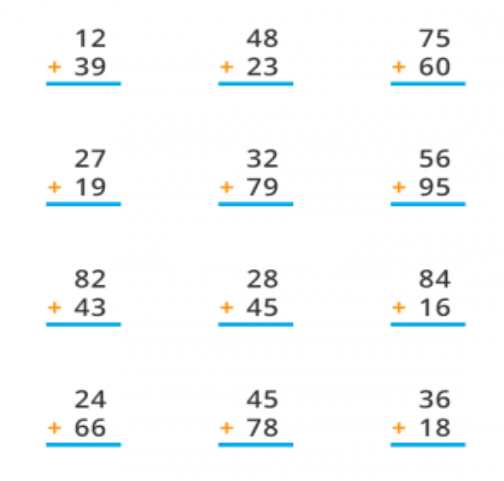 12 48 75
+ 39 + 23 + 60
27 32 56
+ 19 + 79 + 95
82 28 84
+ 43 + 45 + 16
24 45 36
+ 66 + 78 + 18